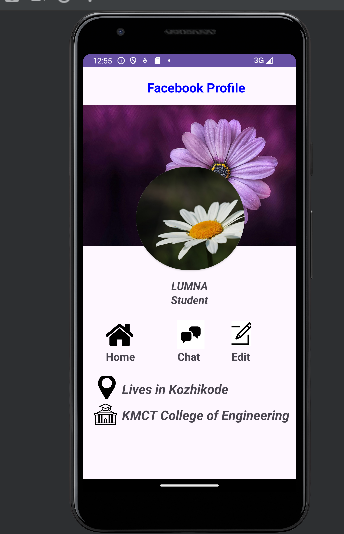 12:55
3G
Facebook Profile
LUMNA
Student
Home Chat Edit
Lives in Kozhikode
KMCT College of Engineering